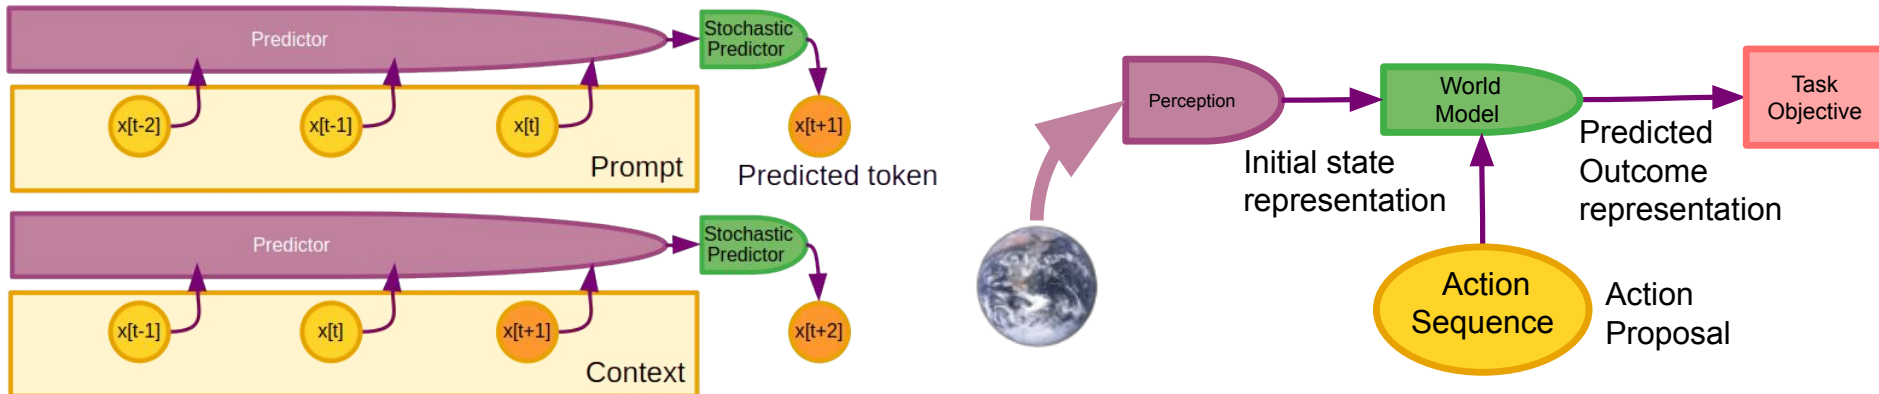 Predictor
Stochastic
Predictor
x[t-2]
x[t-1]
x[t]
x[t+1]
Prompt
Predicted token
Predictor
Stochastic
Predictor
x[t-1]
x[t]
x[t+1]
x[t+2]
Context
Perception
World
Model
Task
Objective
Initial state
representation
Predicted
Outcome
representation
Action
Sequence
Action
Proposal